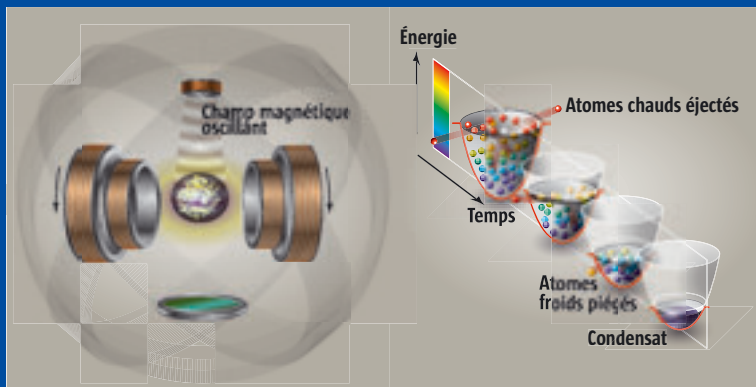 Champ magnétique
oscillant
Énergie
Atomes chauds éjectés
Temps
Atomes
froids piégés
Condensat